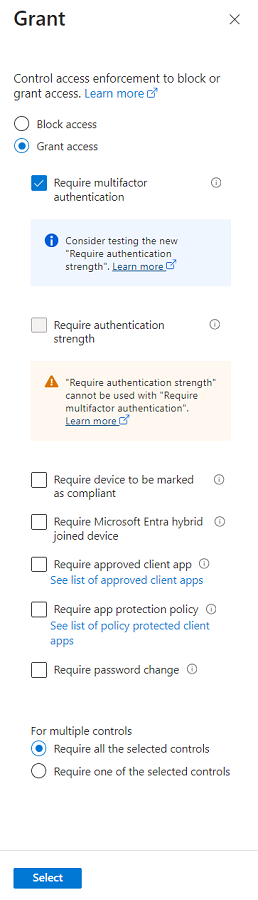 Grant
Control access enforcement to block or
grant access. Learn more
Block access
Grant access
Require multifactor
authentication
Consider testing the new
"Require authentication
strength". Learn more
Require authentication
strength
"Require authentication strength"
cannot be used with "Require
multifactor authentication".
Learn more
Require device to be marked
as compliant
Require Microsoft Entra hybrid
joined device
Require approved client app
See list of approved client apps
Require app protection policy
See list of policy protected client
apps
Require password change
For multiple controls
Require all the selected controls
Require one of the selected controls
Select